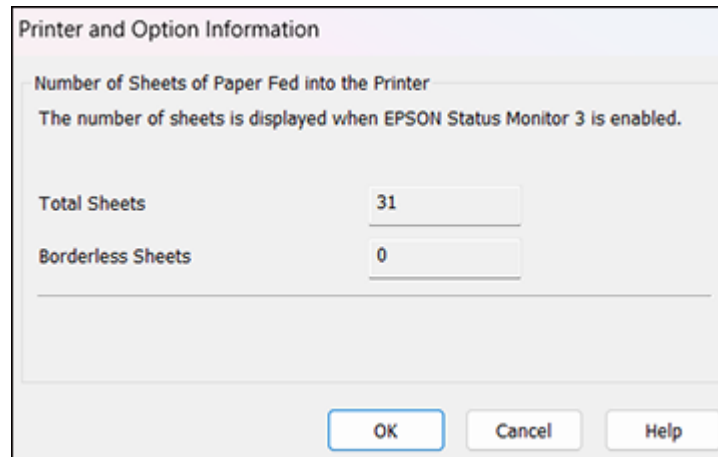 Printer and Option Information
Number of Sheets of Paper Fed into the Printer
The number of sheets is displayed when EPSON Status Monitor 3 is enabled.
Total Sheets 31
Borderless Sheets 0
OK Cancel Help